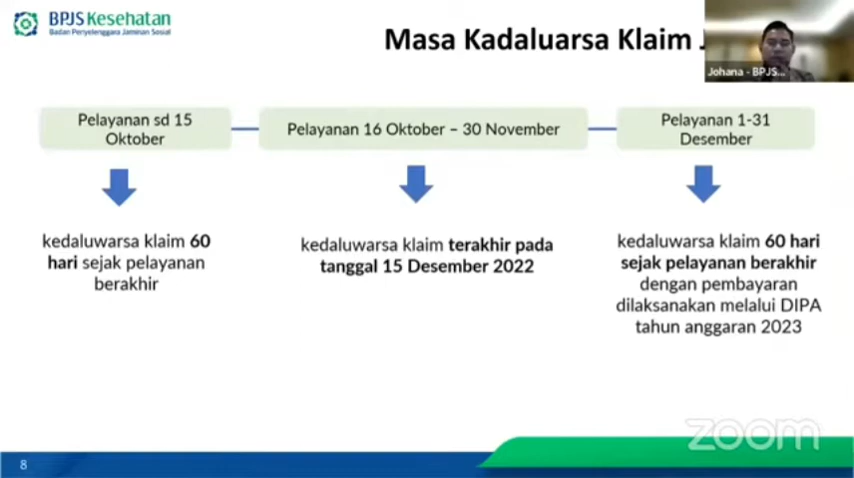 BPJS Kesehatan
Badan Penyelenggara Jaminan Sosial
Masa Kadaluarsa Klaim
Johana - BPJS...
Pelayanan sd 15
Oktober
Pelayanan 16 Oktober – 30 November
Pelayanan 1-31
Desember
kedaluwarsa klaim 60
hari sejak pelayanan
berakhir
kedaluwarsa klaim terakhir pada
tanggal 15 Desember 2022
kedaluwarsa klaim 60 hari
sejak pelayanan berakhir
dengan pembayaran
dilaksanakan melalui DIPA
tahun anggaran 2023
zoom
8